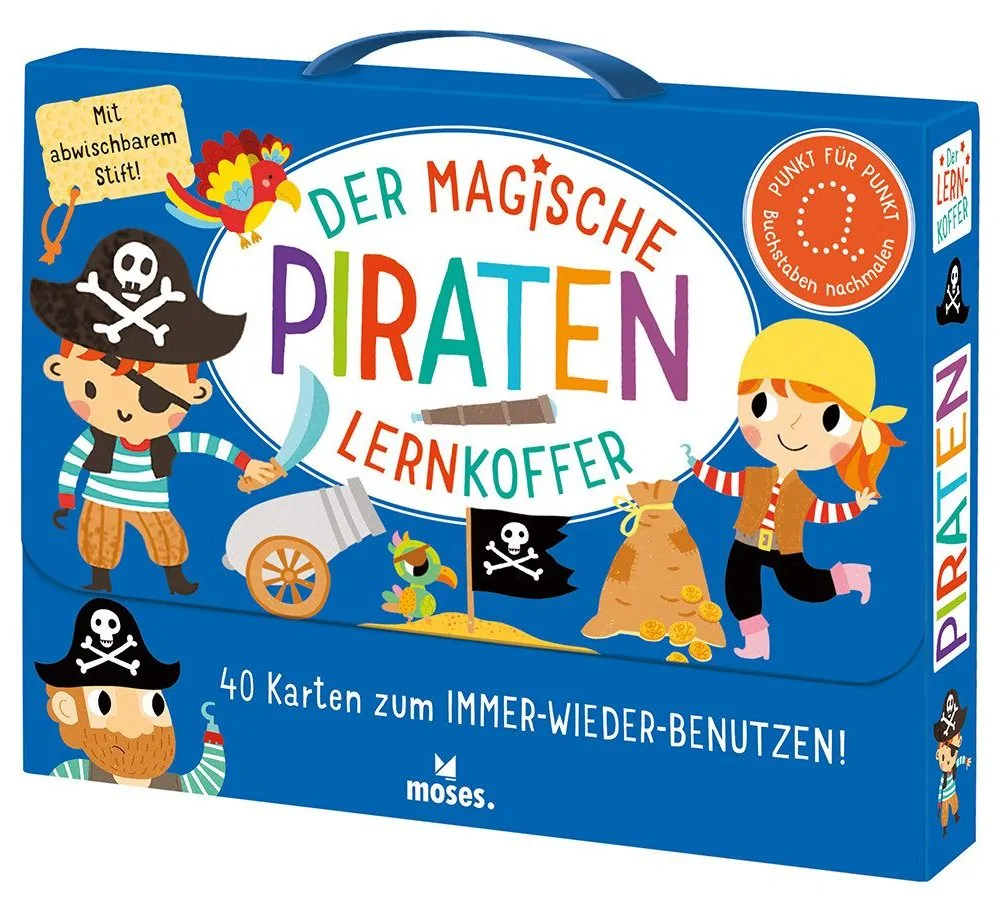 Mit
abwischbarem
Stift!
DER MAGISCHE
PIRATEN
LERNKOFFER
PUNKT FÜR PUNKT
Q
Buchstaben nachmalen
40 Karten zum IMMER-WIEDER-BENUTZEN!
moses.
Der
LERN-
KOFFER
PIRATEN